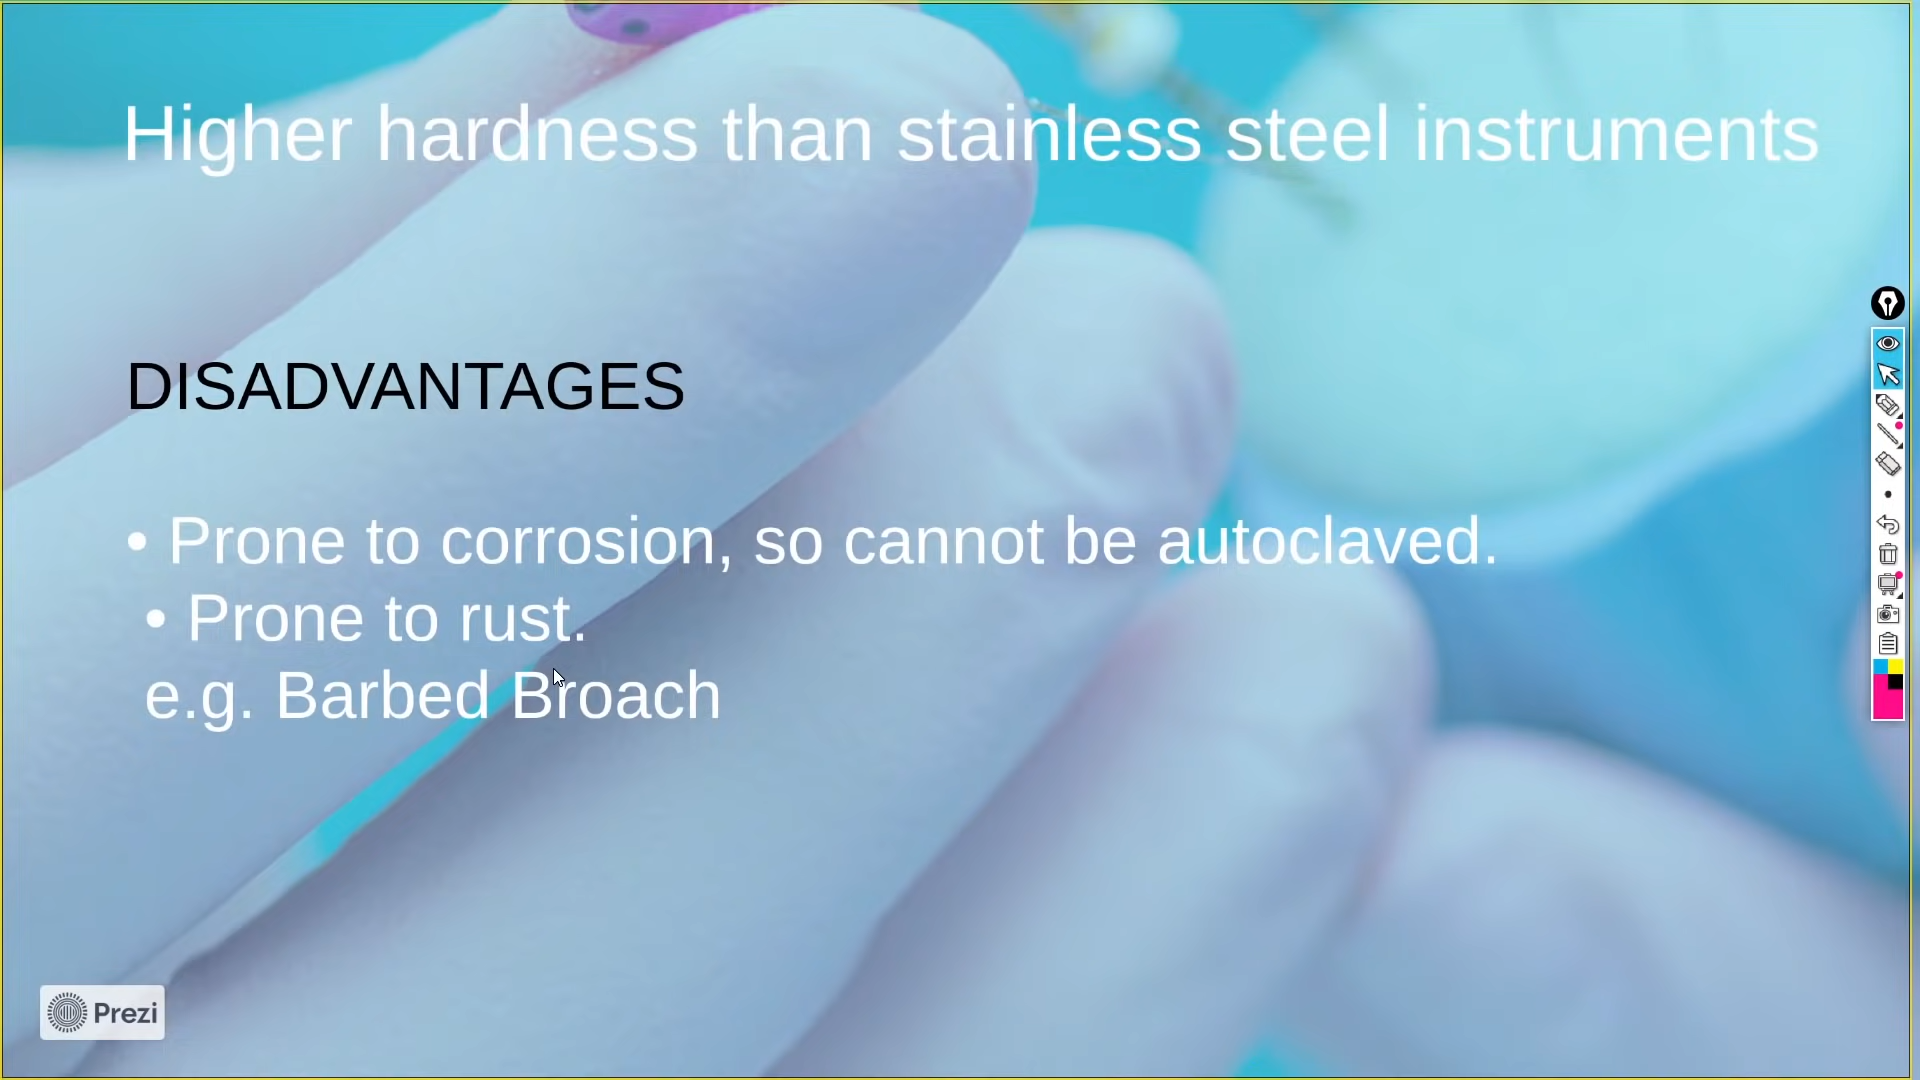 Higher hardness than stainless steel instruments
DISADVANTAGES
• Prone to corrosion, so cannot be autoclaved.
• Prone to rust.
e.g. Barbed Broach
Prezi